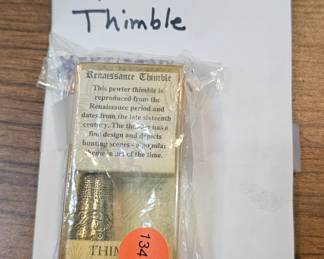 Thimble
Renaissance Thimble
This pewter thimble is
reproduced from the
Renaissance period and
dates from the late sixteenth
century. The thimble has a
fine design and depicts
hunting scenes - a popular
theme in art of the time.
THIM
134